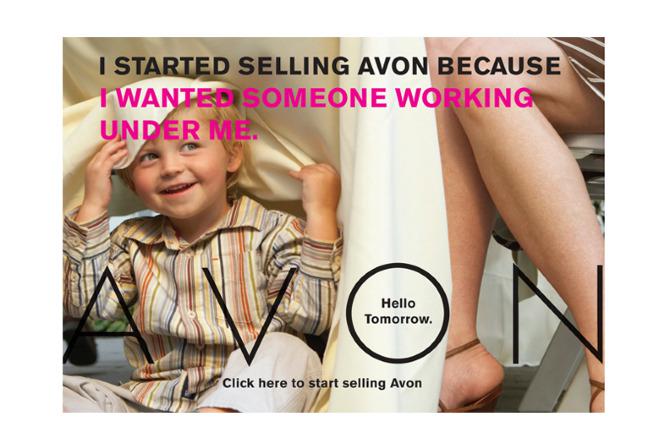 I STARTED SELLING AVON BECAUSE
I WANTED SOMEONE WORKING
UNDER ME.
AVON
Hello
Tomorrow.
Click here to start selling Avon